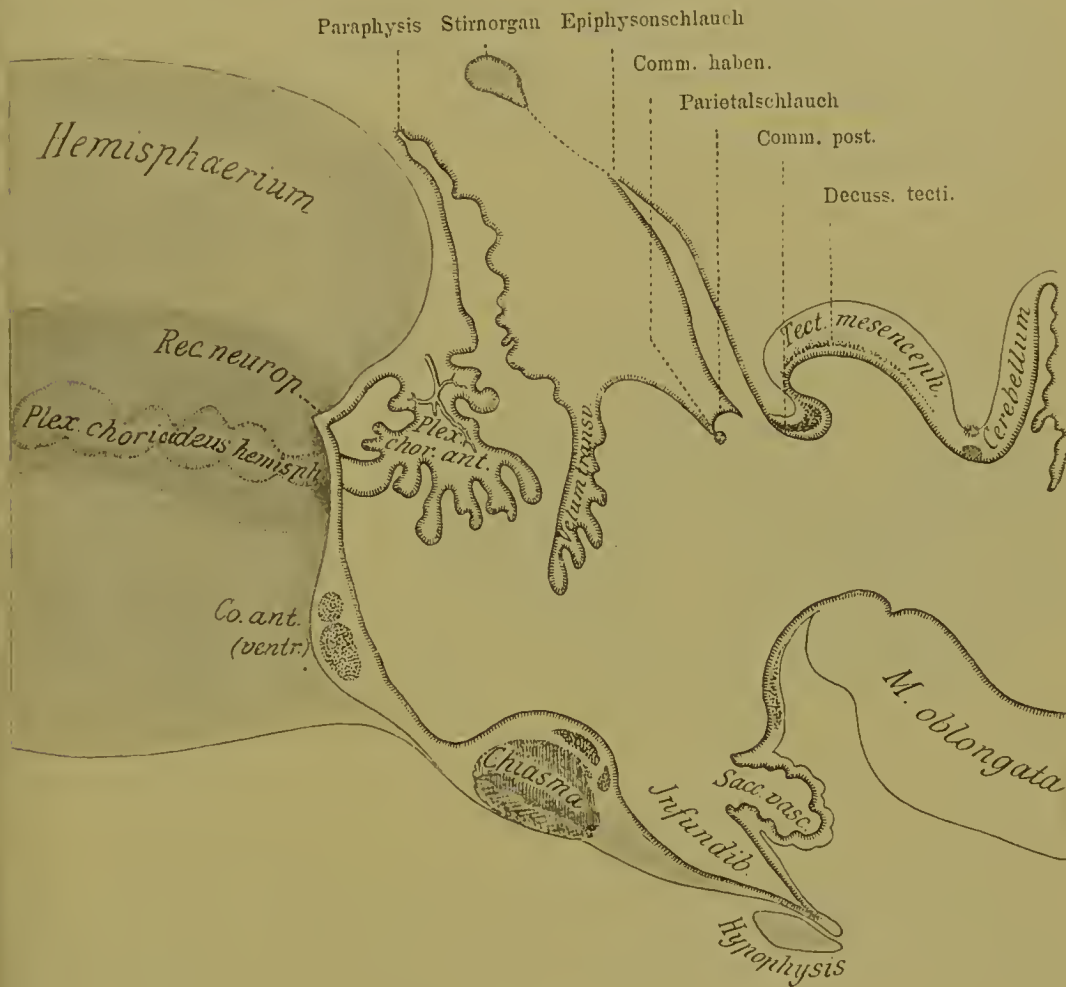 Paraphysis Stirnorgan Epiphysonschlauch
Comm. haben.
Parietalschlauch
Comm. post.
Decuss. tecti.
Hemisphaerium
Tect. mesenceph.
Cerebellum
Rec. neurop.
Plex. chorioideus hemisph.
Plex.
chor. ant.
Velum transv.
Co. ant.
(ventr.)
M. oblongata
Chiasma
Sacc. vasc.
Infundib.
Hypophysis